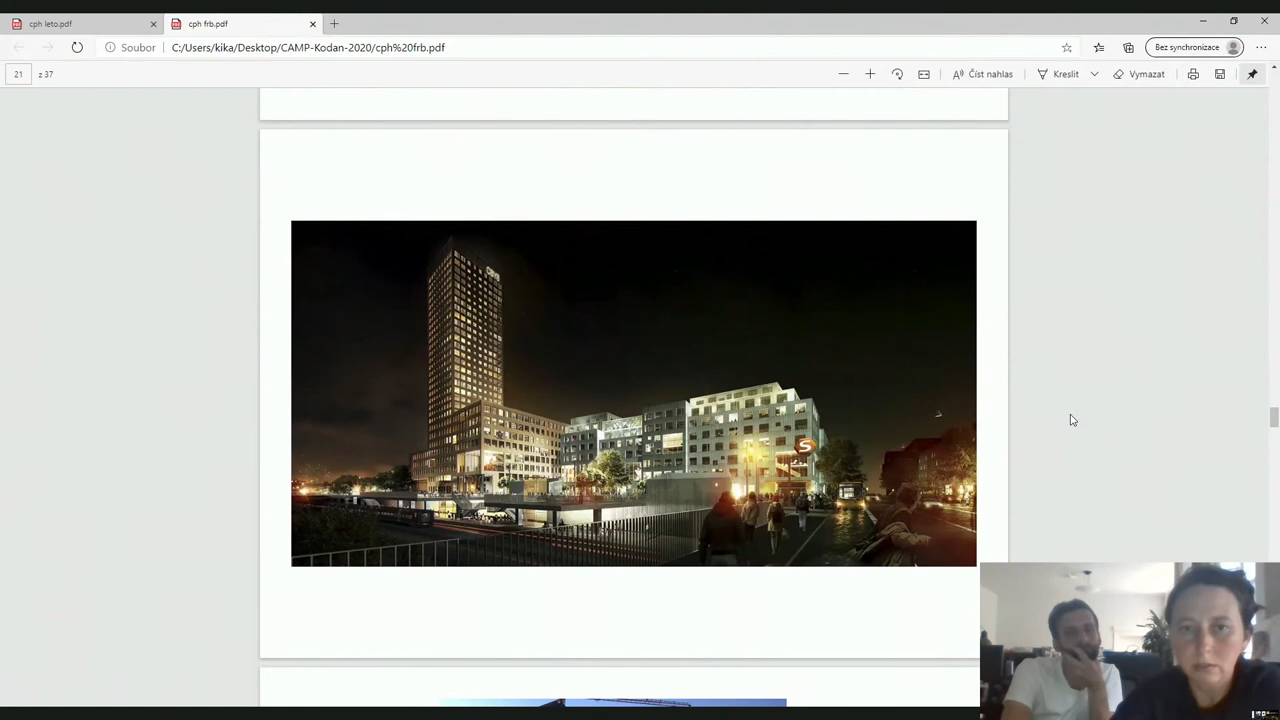 cph leto.pdf
cph frb.pdf
Soubor
C:/Users/kika/Desktop/CAMP-Kodan-2020/cph%20frb.pdf
Bez synchronizace
21 z 37
Číst nahlas
Kreslit
Vymazat
S